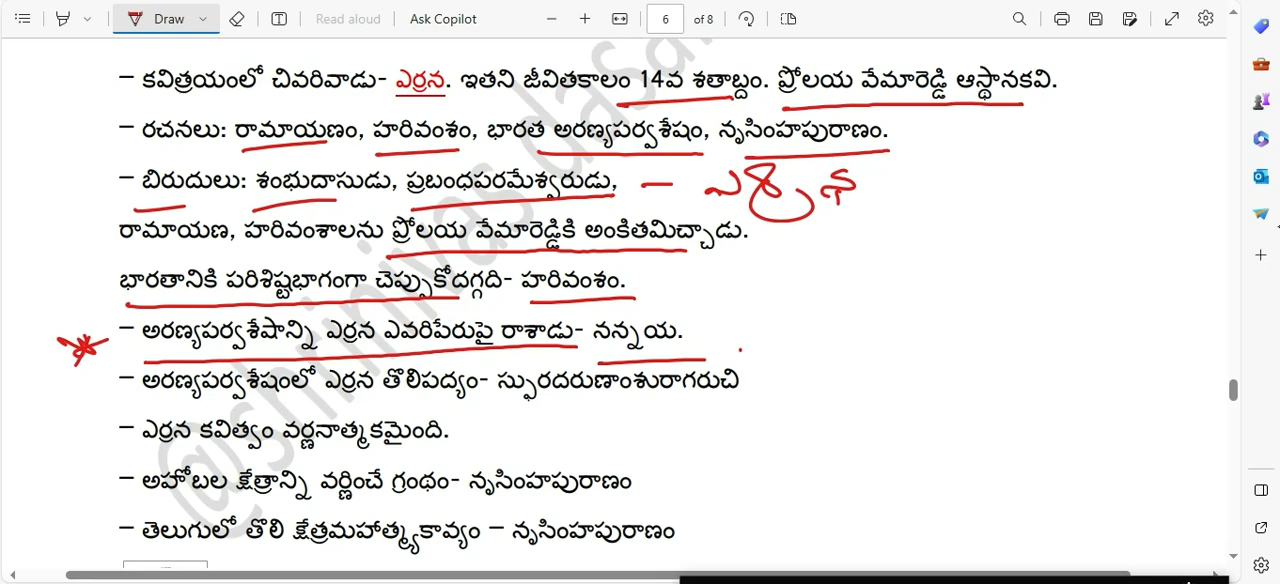 Draw
Read aloud
Ask Copilot
6 of 8
– కవిత్రయంలో చివరివాడు- ఎర్రన. ఇతని జీవితకాలం 14వ శతాబ్దం. ప్రోలయ వేమారెడ్డి ఆస్థానకవి.
– రచనలు: రామాయణం, హరివంశం, భారత అరణ్యపర్వశేషం, నృసింహపురాణం.
– బిరుదులు: శంభుదాసుడు, ప్రబంధపరమేశ్వరుడు, – ఎర్రన
రామాయణ, హరివంశాలను ప్రోలయ వేమారెడ్డికి అంకితమిచ్చాడు.
భారతానికి పరిశిష్టభాగంగా చెప్పుకోదగ్గది- హరివంశం.
– అరణ్యపర్వశేషాన్ని ఎర్రన ఎవరిపేరుపై రాశాడు- నన్నయ.
– అరణ్యపర్వశేషంలో ఎర్రన తొలిపద్యం- స్ఫురదరుణాంశురాగరుచి
– ఎర్రన కవిత్వం వర్ణనాత్మకమైంది.
– అహోబల క్షేత్రాన్ని వర్ణించే గ్రంథం- నృసింహపురాణం
– తెలుగులో తొలి క్షేత్రమహాత్మ్యకావ్యం – నృసింహపురాణం
@shrinivas dasari